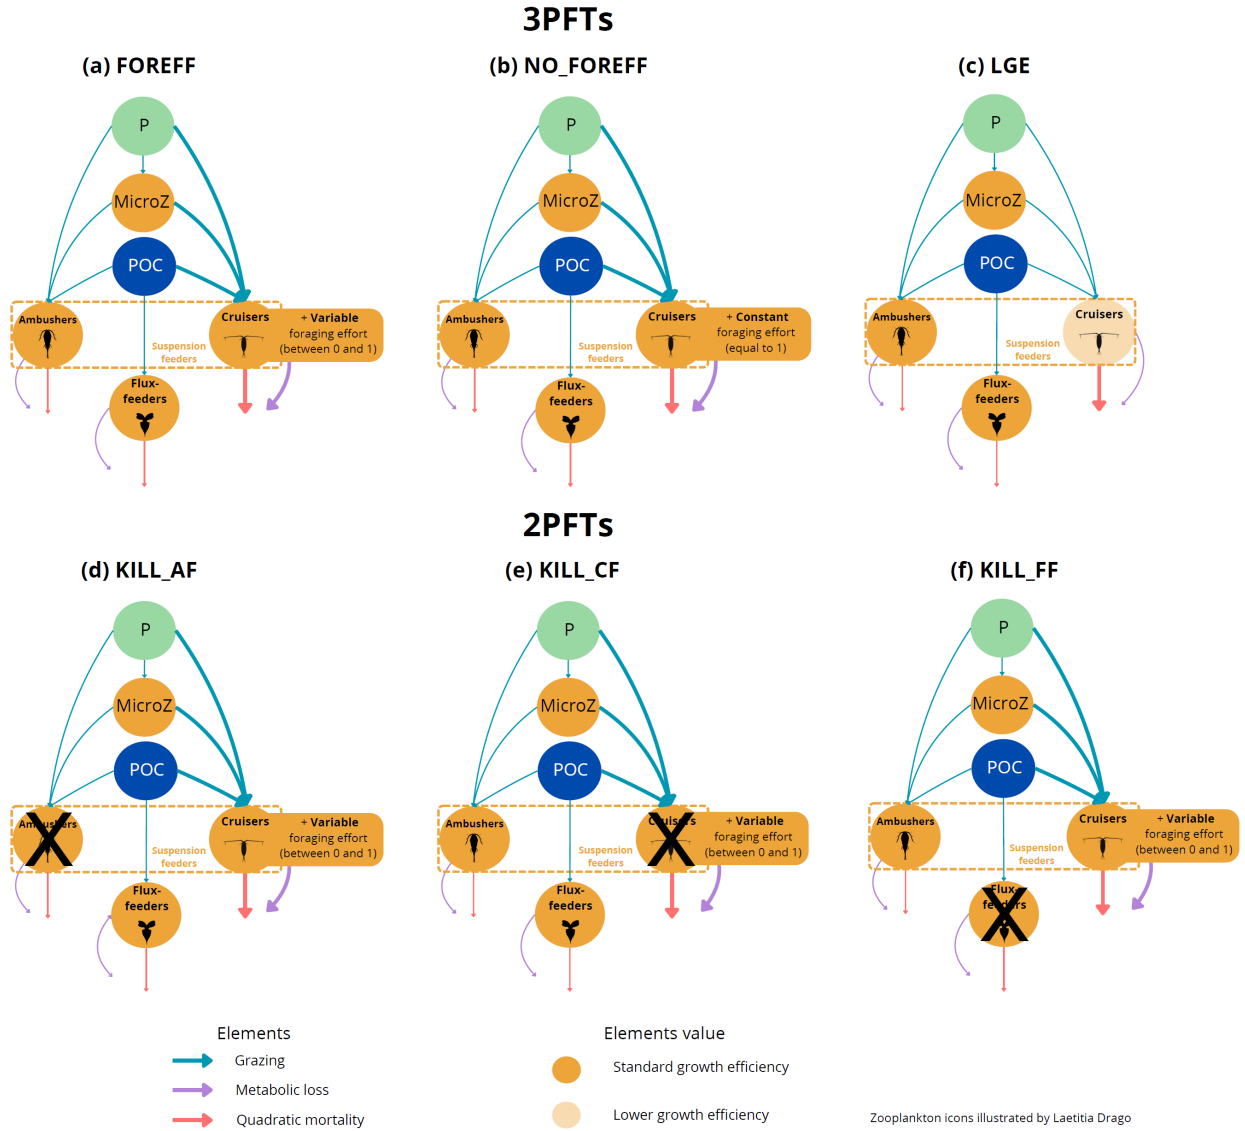 3PFTs
(a) FOREFF
P
MicroZ
POC
Ambushers
Cruisers
+ Variable
foraging effort
(between 0 and 1)
Suspension
feeders
Flux-
feeders
(b) NO_FOREFF
P
MicroZ
POC
Ambushers
Cruisers
+ Constant
foraging effort
(equal to 1)
Suspension
feeders
Flux-
feeders
(c) LGE
P
MicroZ
POC
Ambushers
Cruisers
Suspension
feeders
Flux-
feeders
2PFTs
(d) KILL_AF
P
MicroZ
POC
Ambushers
Cruisers
+ Variable
foraging effort
(between 0 and 1)
Suspension
feeders
Flux-
feeders
(e) KILL_CF
P
MicroZ
POC
Ambushers
Cruisers
+ Variable
foraging effort
(between 0 and 1)
Suspension
feeders
Flux-
feeders
(f) KILL_FF
P
MicroZ
POC
Ambushers
Cruisers
+ Variable
foraging effort
(between 0 and 1)
Suspension
feeders
Flux-
feeders
Elements
Grazing
Metabolic loss
Quadratic mortality
Elements value
Standard growth efficiency
Lower growth efficiency
Zooplankton icons illustrated by Laetitia Drago